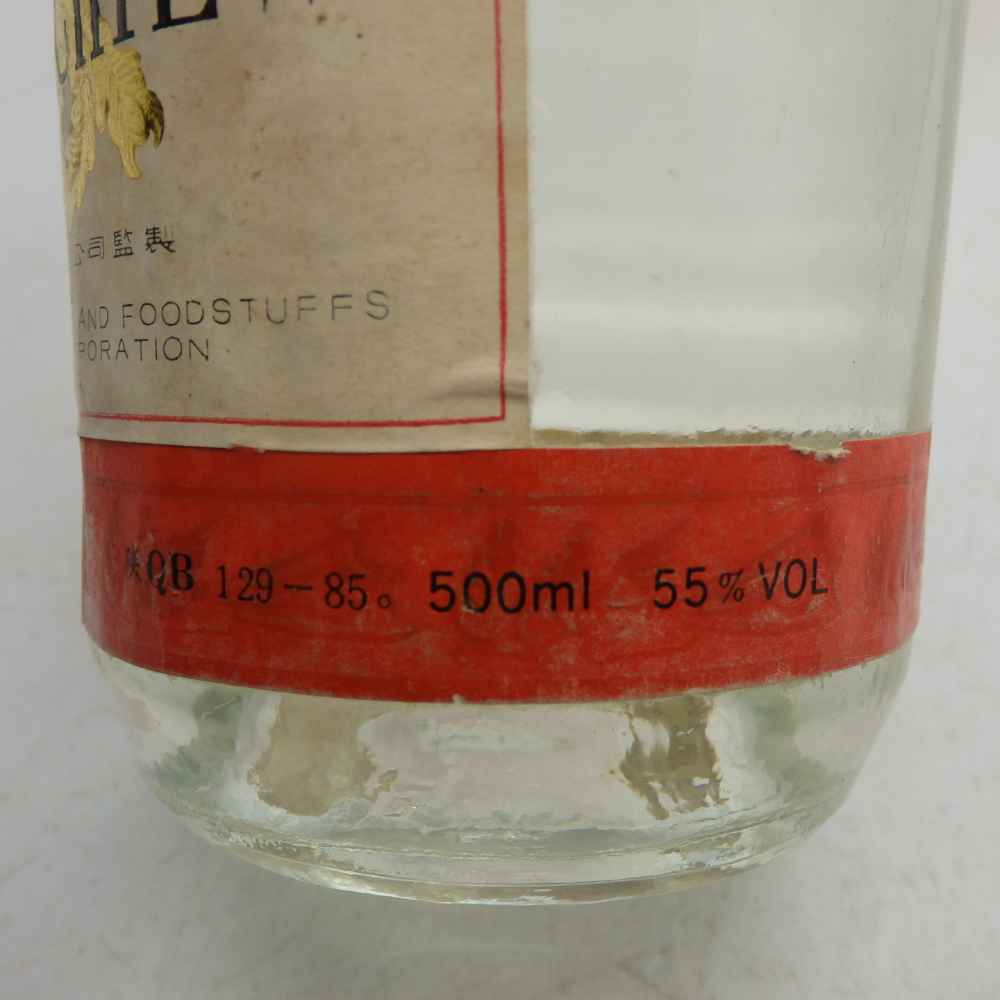 公司監製
AND FOODSTUFFS
PORATION
QB 129-85。 500ml 55% VOL